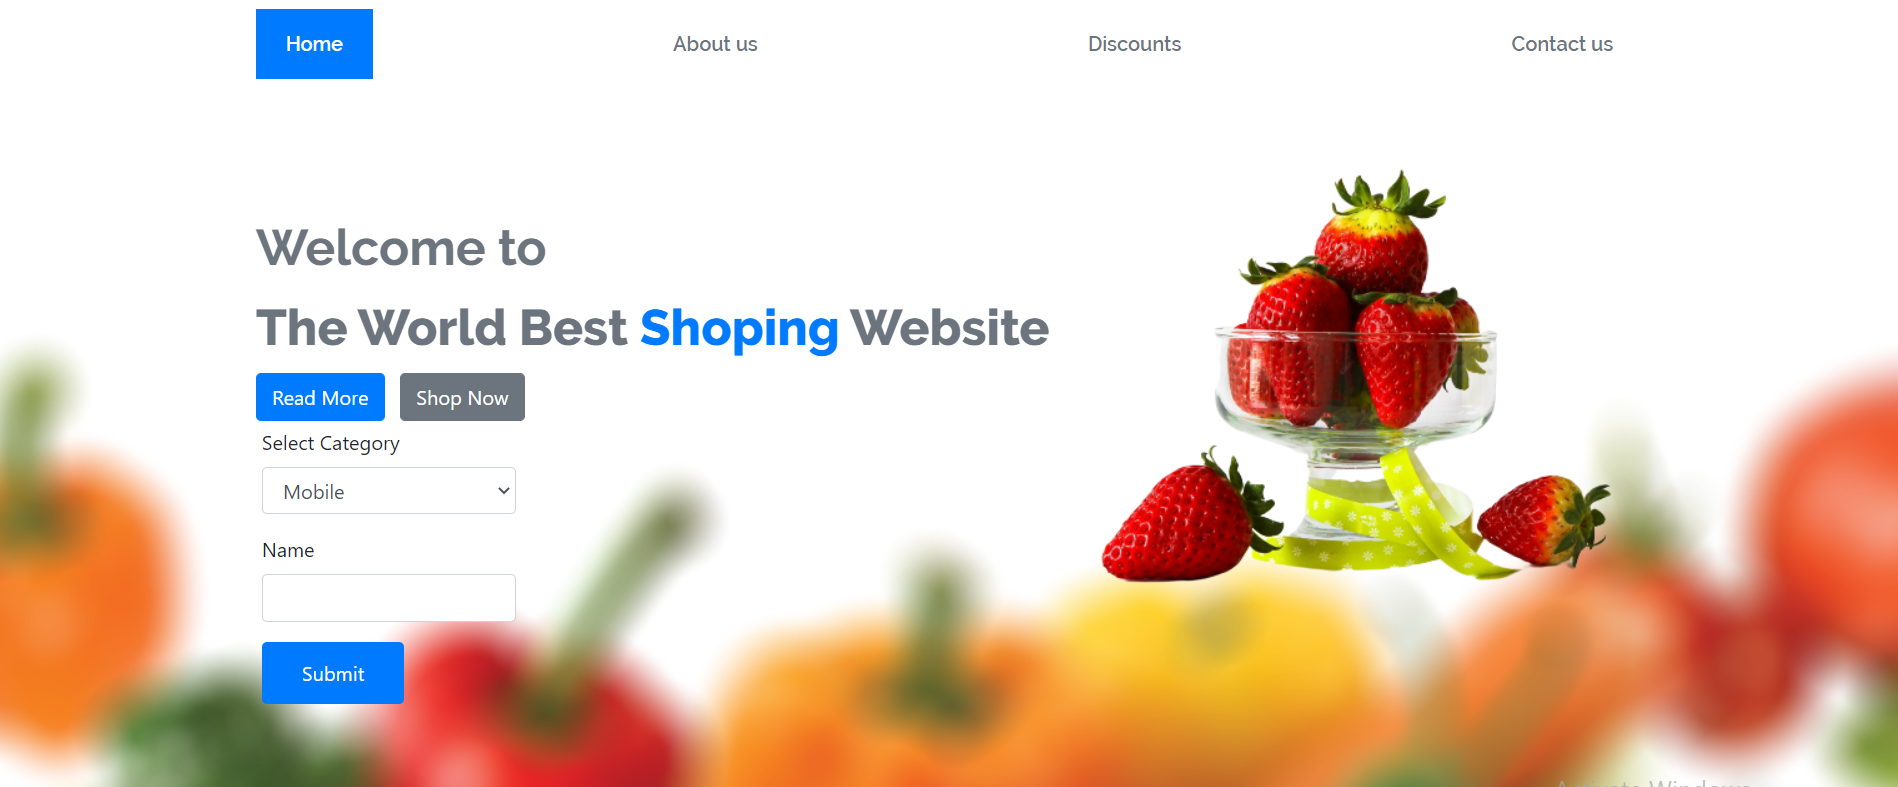 Home About us Discounts Contact us
Welcome to
The World Best Shoping Website
Read More Shop Now
Select Category
Mobile
Name
Submit
Activate Windows